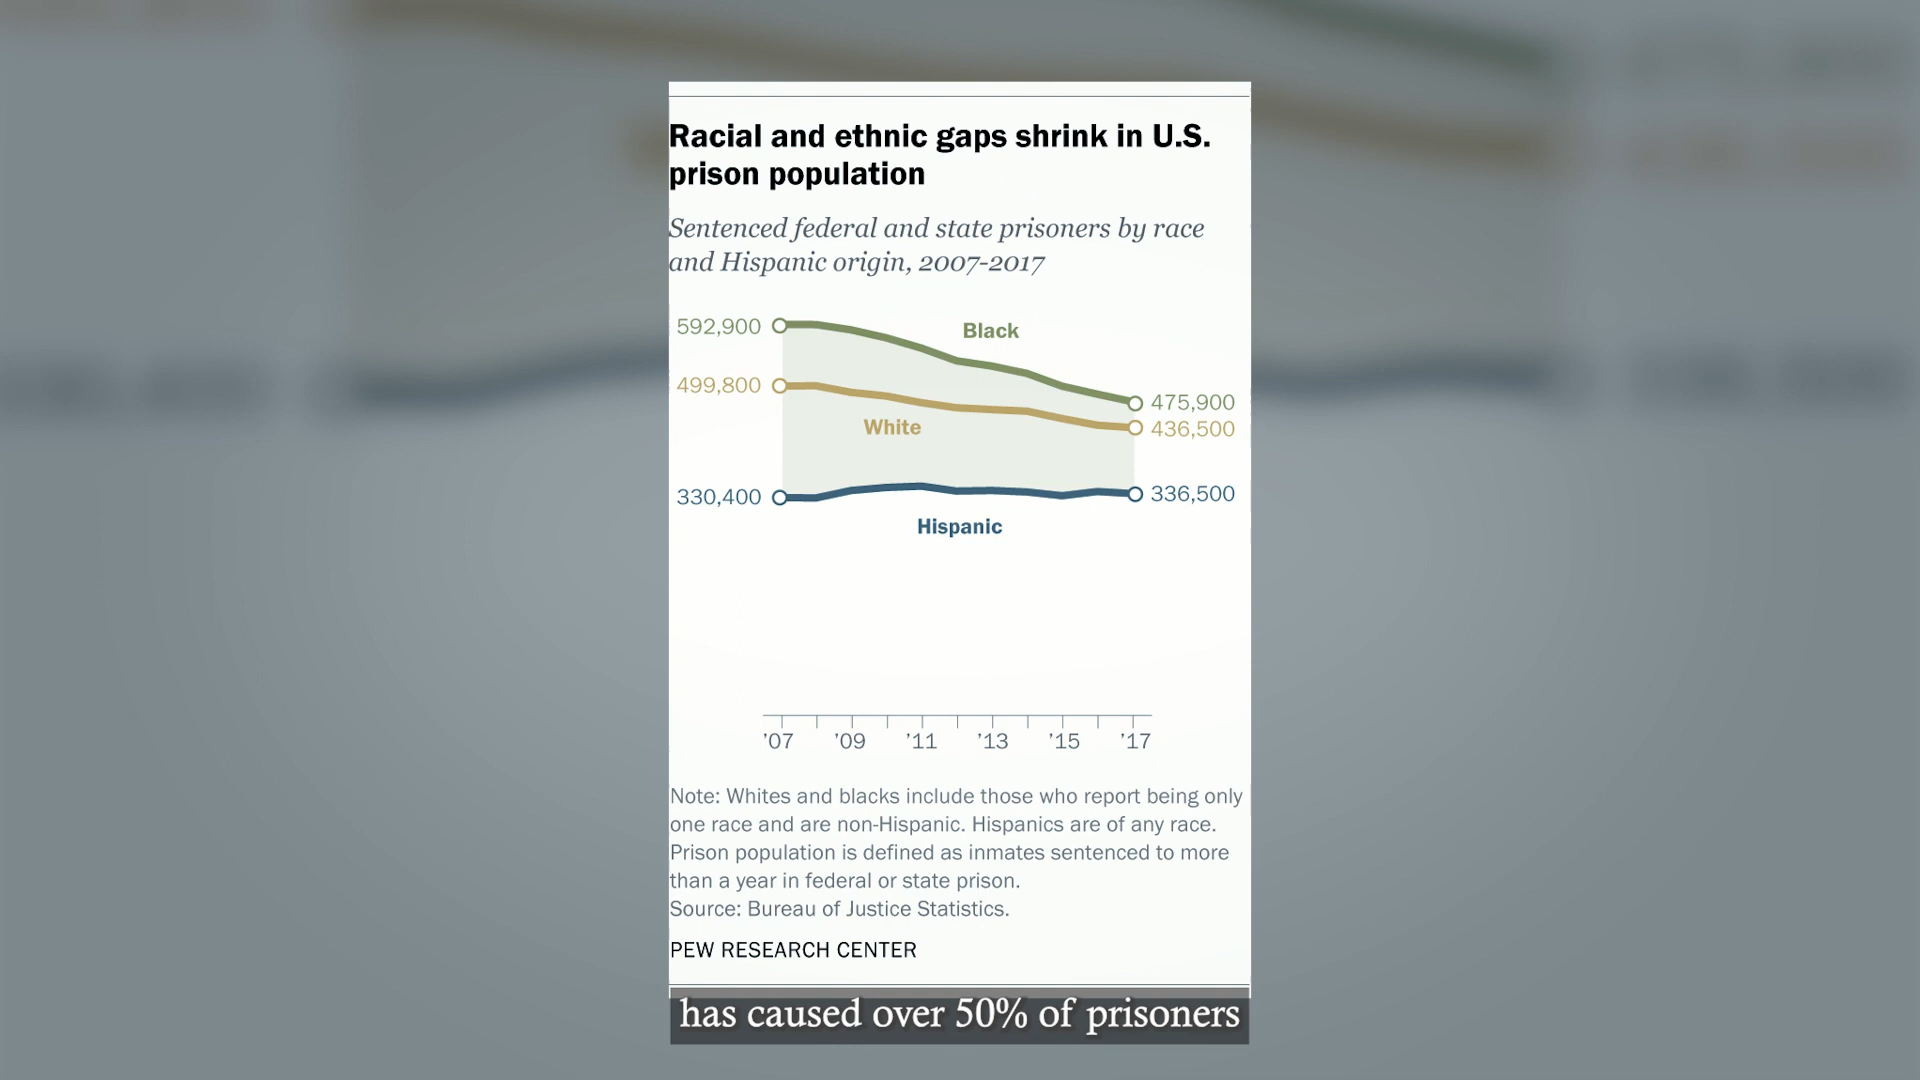 Racial and ethnic gaps shrink in U.S.
prison population
Sentenced federal and state prisoners by race
and Hispanic origin, 2007-2017
592,900
Black
499,800
475,900
White
436,500
330,400
336,500
Hispanic
’07 ’09 ’11 ’13 ’15 ’17
Note: Whites and blacks include those who report being only
one race and are non-Hispanic. Hispanics are of any race.
Prison population is defined as inmates sentenced to more
than a year in federal or state prison.
Source: Bureau of Justice Statistics.
PEW RESEARCH CENTER
has caused over 50% of prisoners